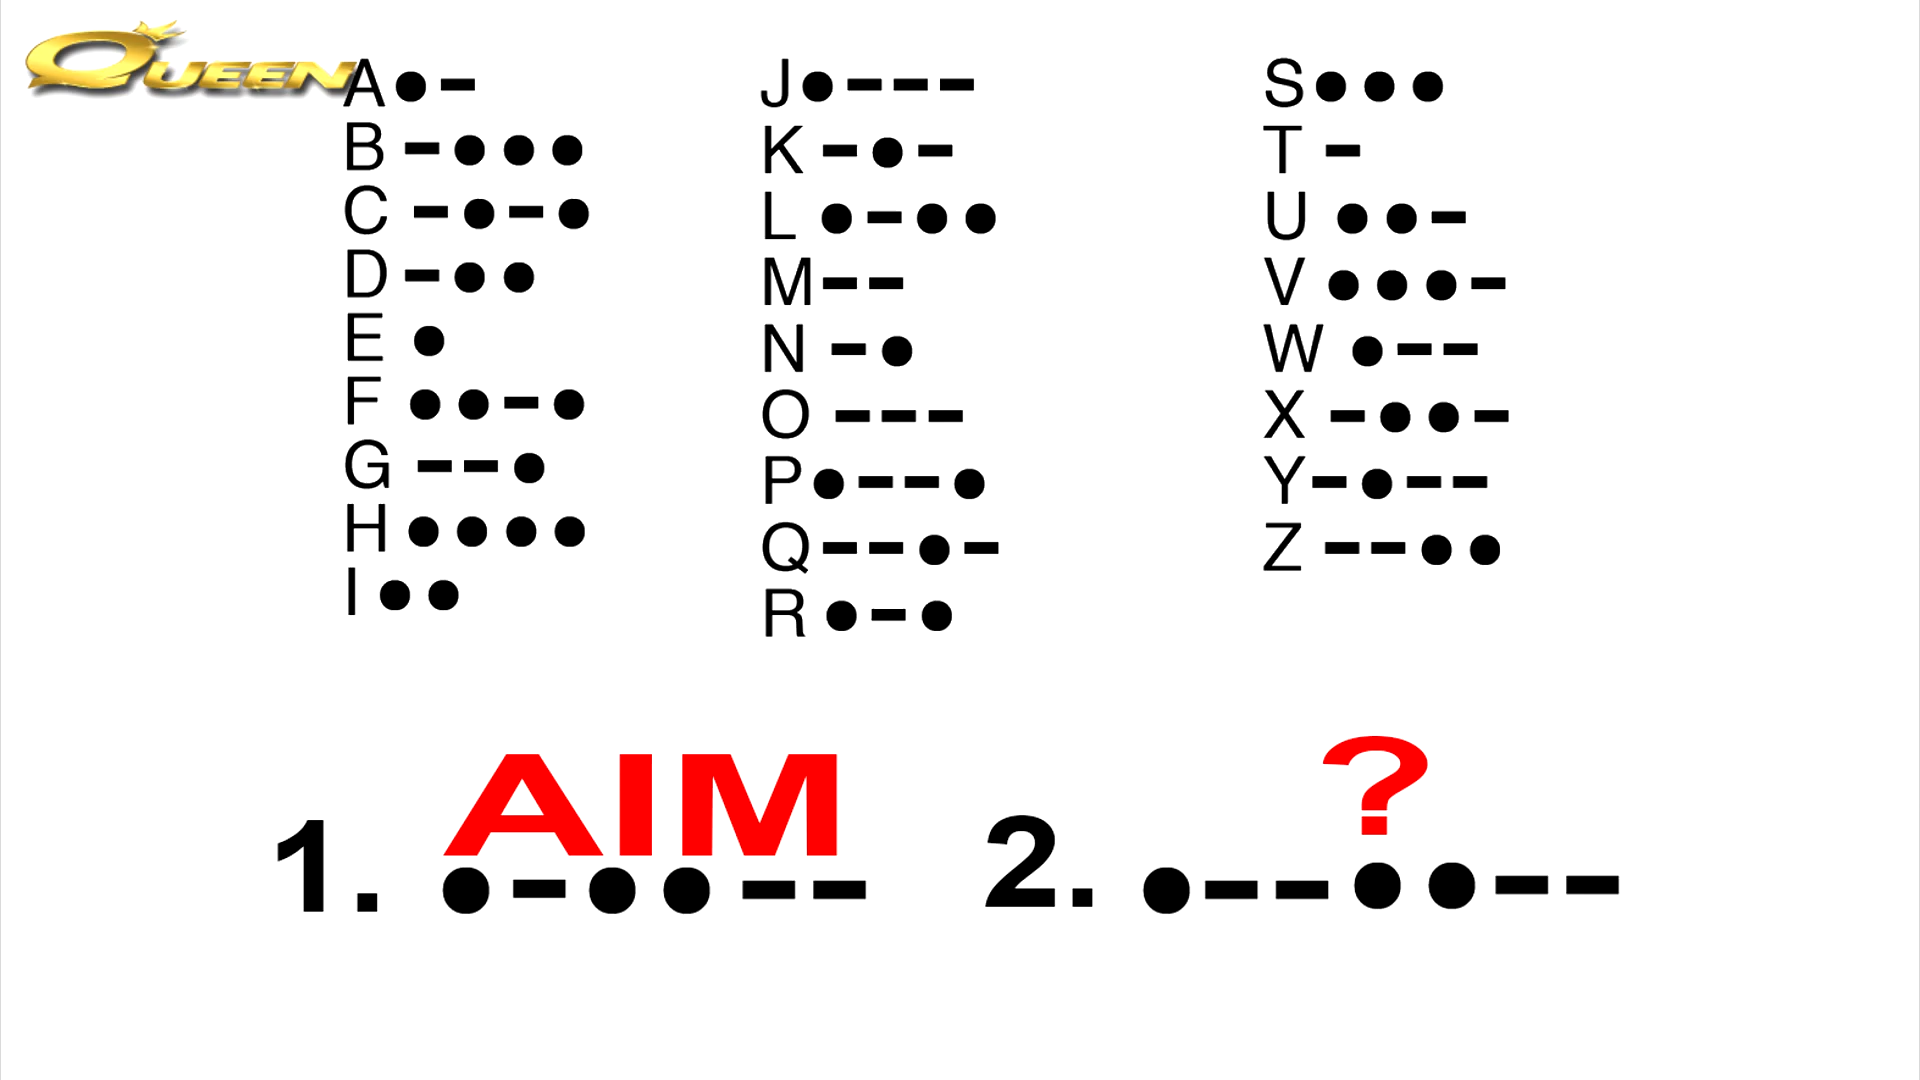 QUEEN
A ● –
B – ● ● ●
C – ● – ●
D – ● ●
E ●
F ● ● – ●
G – – ●
H ● ● ● ●
I ● ●
J ● – – –
K – ● –
L ● – ● ●
M – –
N – ●
O – – –
P ● – – ●
Q – – ● –
R ● – ●
S ● ● ●
T –
U ● ● –
V ● ● ● –
W ● – –
X – ● ● –
Y – ● – –
Z – – ● ●
AIM
1. ● – ● ● – –
?
2. ● – – ● ● – –